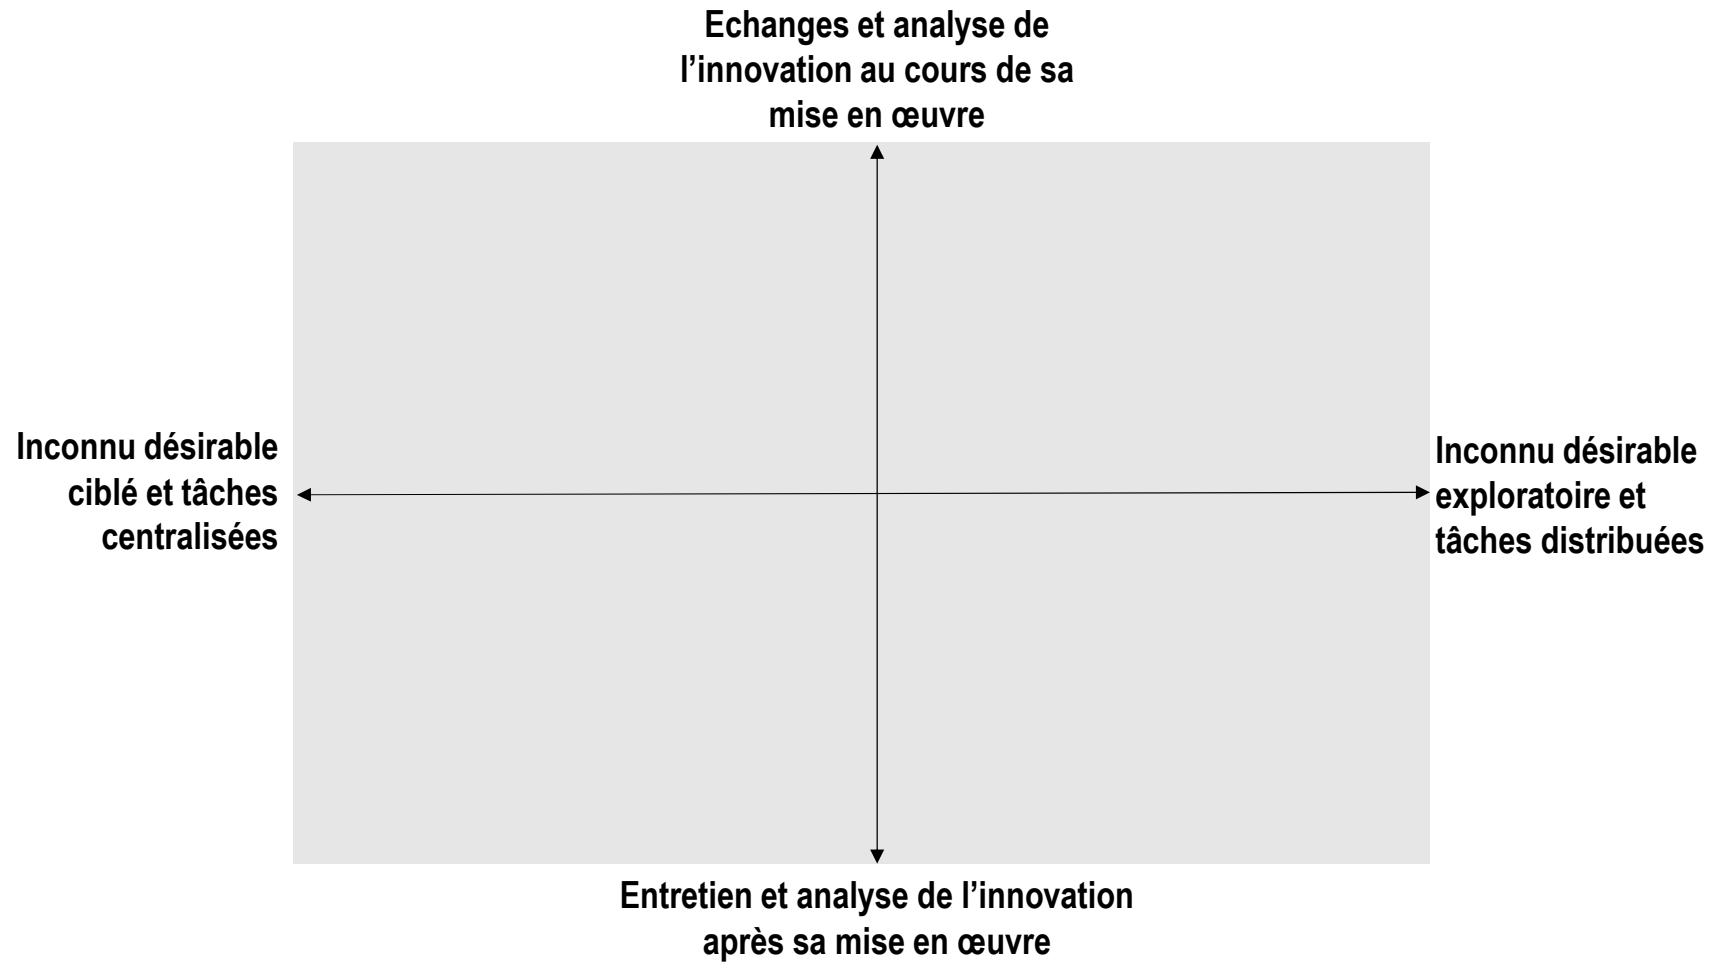 Echanges et analyse de
l’innovation au cours de sa
mise en œuvre
Inconnu désirable
ciblé et tâches
centralisées
Inconnu désirable
exploratoire et
tâches distribuées
Entretien et analyse de l’innovation
après sa mise en œuvre